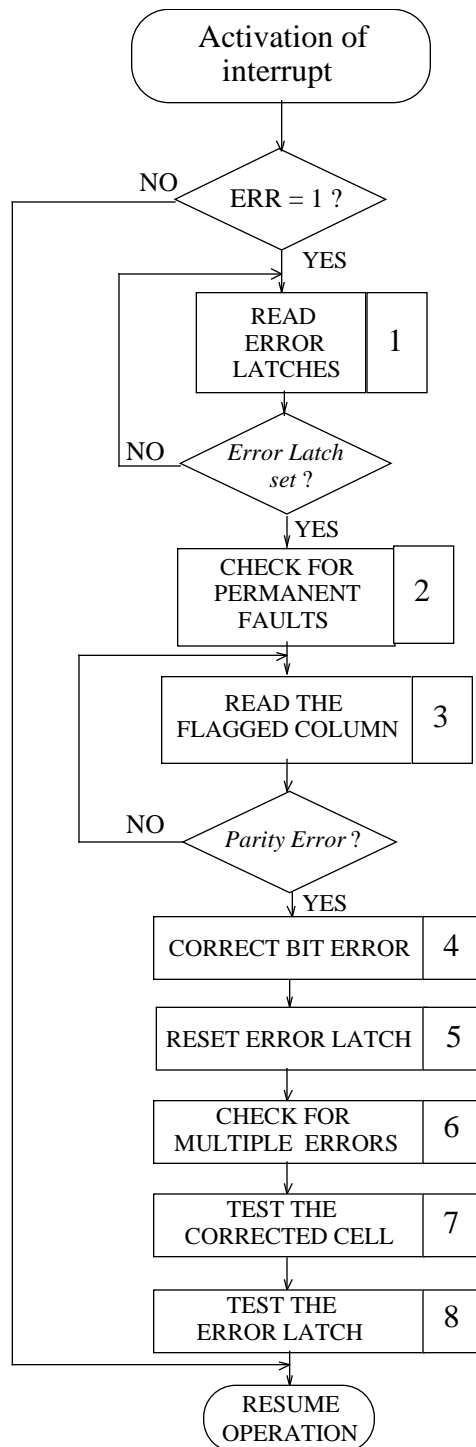 Activation of
interrupt
NO
ERR = 1 ?
YES
READ
ERROR
LATCHES
1
NO
Error Latch
set ?
YES
CHECK FOR
PERMANENT
FAULTS
2
READ THE
FLAGGED COLUMN
3
NO
Parity Error ?
YES
CORRECT BIT ERROR
4
RESET ERROR LATCH
5
CHECK FOR
MULTIPLE ERRORS
6
TEST THE
CORRECTED CELL
7
TEST THE
ERROR LATCH
8
RESUME
OPERATION